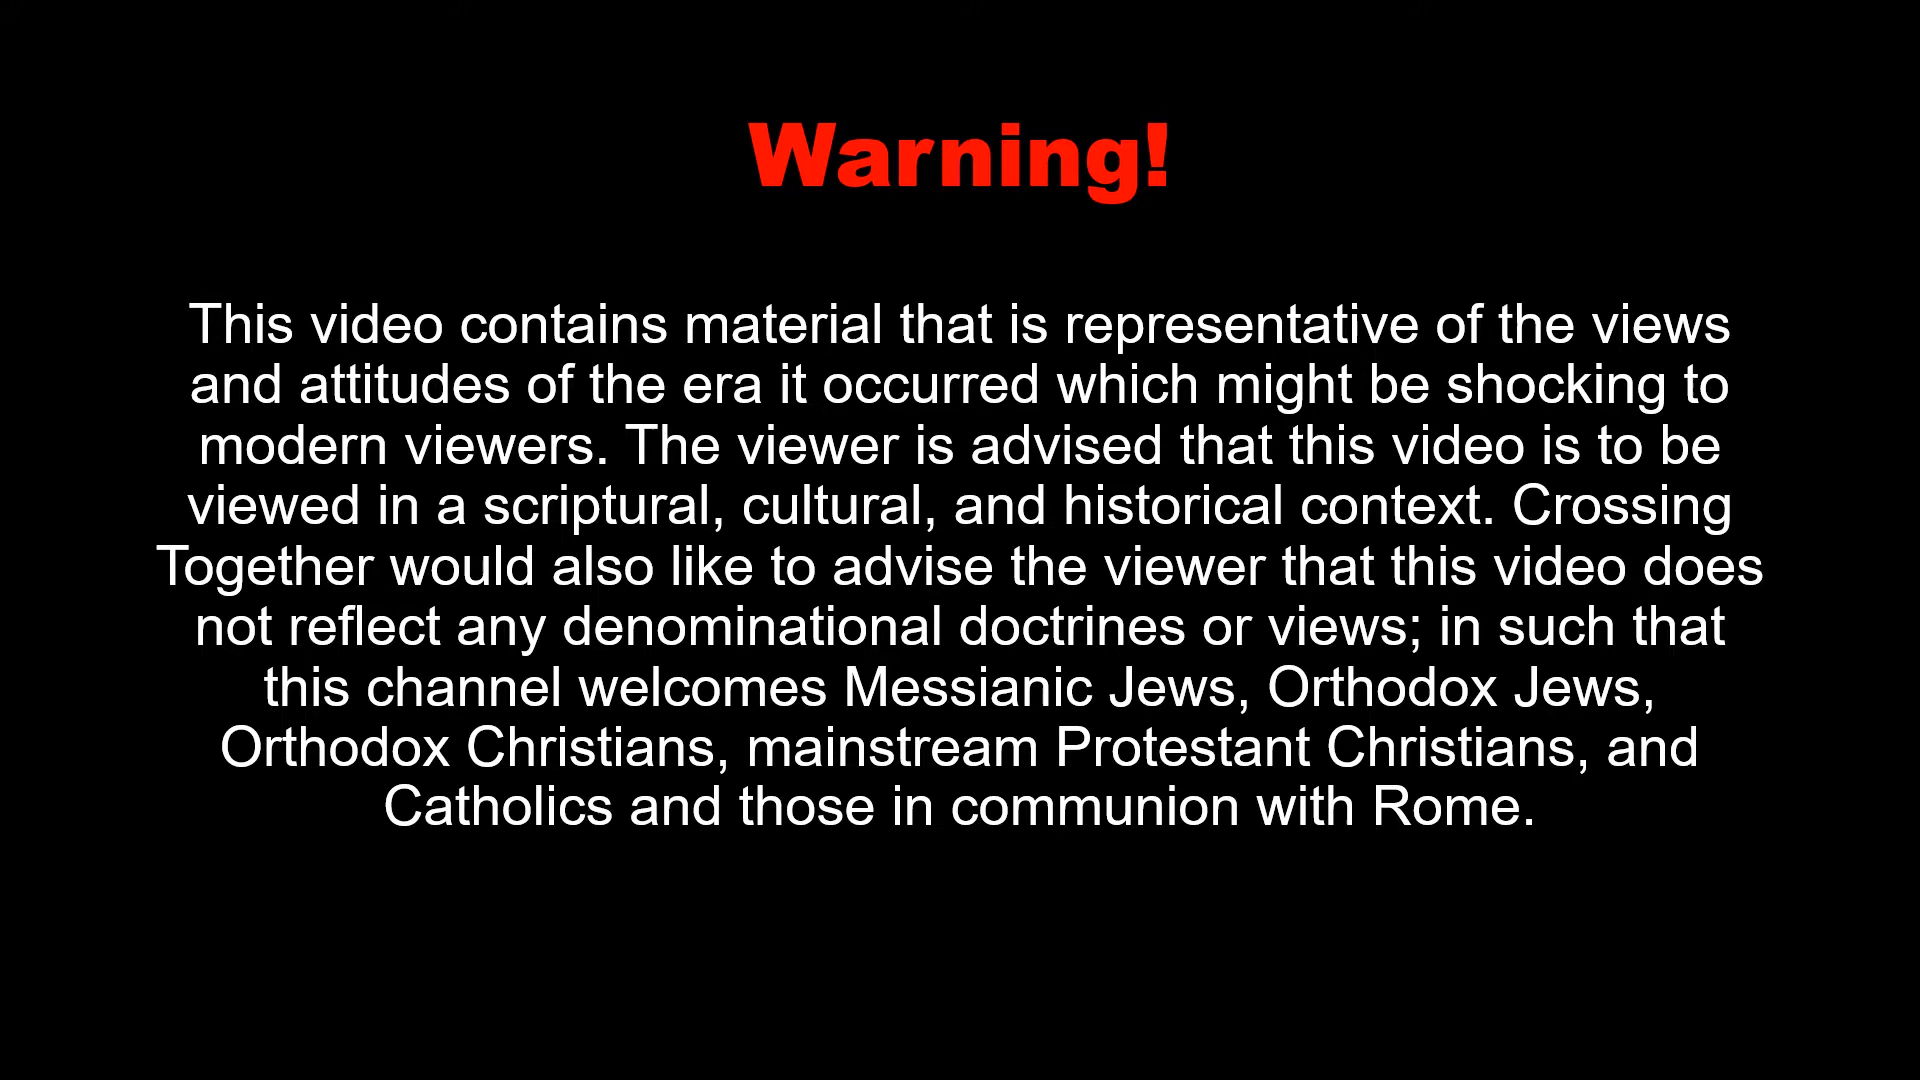 Warning!
This video contains material that is representative of the views
and attitudes of the era it occurred which might be shocking to
modern viewers. The viewer is advised that this video is to be
viewed in a scriptural, cultural, and historical context. Crossing
Together would also like to advise the viewer that this video does
not reflect any denominational doctrines or views; in such that
this channel welcomes Messianic Jews, Orthodox Jews,
Orthodox Christians, mainstream Protestant Christians, and
Catholics and those in communion with Rome.